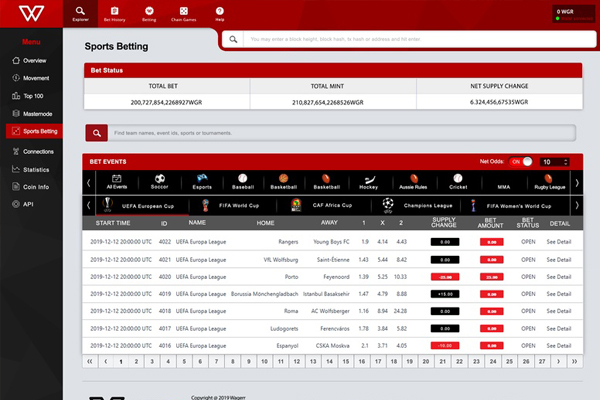 0 WGR
Explorer Bet History Betting Chain Games Help
You may enter a block height, block hash, tx hash or address and hit enter.
Menu
Overview
Movement
Top 100
Masternode
Sports Betting
Connections
Statistics
Coin Info
API
Sports Betting
Bet Status
TOTAL BET TOTAL MINT NET SUPPLY CHANGE
200,727,854,2268927WGR 210,827,654,2268526WGR 6.324,456,67535WGR
Find team names, event ids, sports or tournaments.
BET EVENTS Net Odds: ON 10
All Events Soccer Esports Baseball Basketball Basketball Hockey Aussie Rules Cricket MMA Rugby League
UEFA European Cup FIFA World Cup CAF Africa Cup Champions League FIFA Women's World Cup
START TIME ID NAME HOME AWAY 1 X 2 SUPPLY CHANGE BET AMOUNT BET STATUS DETAIL
2019-12-12 20:00:00 UTC 4022 UEFA Europa League Rangers Young Boys FC 1.9 4.14 4.43 0.00 0.00 OPEN See Detail
2019-12-12 20:00:00 UTC 4021 UEFA Europa League VfL Wolfsburg Saint-Étienne 1.43 5.44 8.42 0.00 0.00 OPEN See Detail
2019-12-12 20:00:00 UTC 4020 UEFA Europa League Porto Feyenoord 1.39 5.25 10.33 -25.00 25.00 OPEN See Detail
2019-12-12 20:00:00 UTC 4019 UEFA Europa League Borussia Mönchengladbach Istanbul Basaksehir 1.47 4.79 8.88 +15.00 0.00 OPEN See Detail
2019-12-12 20:00:00 UTC 4018 UEFA Europa League Roma AC Wolfsberger 1.16 8.94 24.28 0.00 0.00 OPEN See Detail
2019-12-12 20:00:00 UTC 4017 UEFA Europa League Ludogorets Ferencváros 1.78 3.84 5.82 0.00 0.00 OPEN See Detail
2019-12-12 20:00:00 UTC 4016 UEFA Europa League Espanyol CSKA Moskva 2.1 3.71 4.05 -10.00 0.00 OPEN See Detail
1 2 3 4 5 6 7 8 9 10 11 12 13 14 15 16 17 18 19 20 21 22 23 24 25 26 27
Copyright © 2019 Wagerr